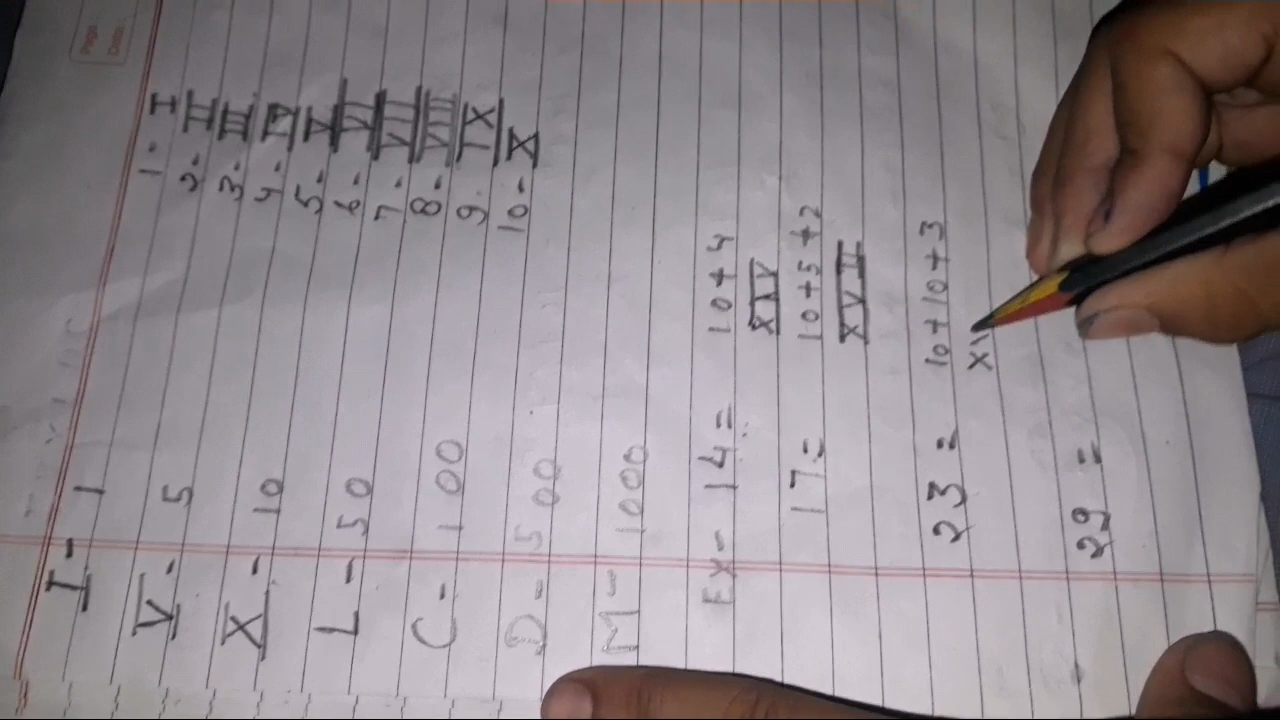 Page
Date
I - 1
V - 5
X - 10
L - 50
C - 100
D - 500
M - 1000
1 - I
2 - II
3 - III
4 - IV
5 - V
6 - VI
7 - VII
8 - VIII
9. IX
10 - X
Ex - 14 = 10+4
XIV
17 = 10+5+2
XVII
23 = 10+10+3
X
29 =